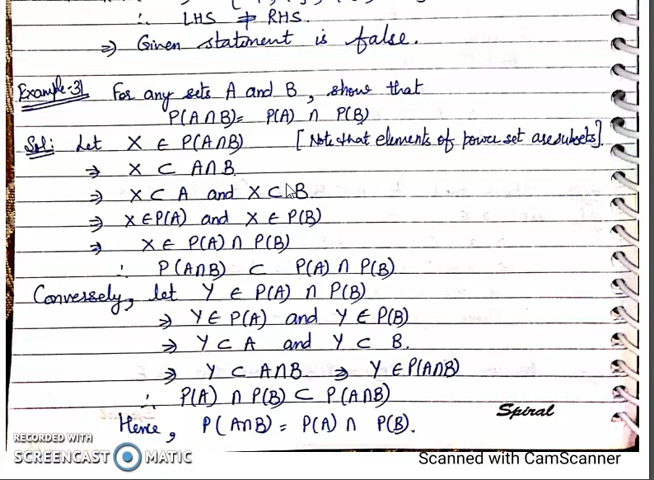 ∴ LHS ≠ RHS.
⇒ Given statement is false.
Example-31 For any sets A and B, show that
P(A∩B)= P(A) ∩ P(B)
Sol: Let X ∈ P(A∩B) [Note that elements of power set are subsets].
⇒ X ⊂ A∩B
⇒ X ⊂ A and X ⊂ B.
⇒ X ∈ P(A) and X ∈ P(B)
⇒ X ∈ P(A) ∩ P(B)
∴ P(A∩B) ⊂ P(A) ∩ P(B)
Conversely, let Y ∈ P(A) ∩ P(B)
⇒ Y ∈ P(A) and Y ∈ P(B)
⇒ Y ⊂ A and Y ⊂ B.
⇒ Y ⊂ A∩B ⇒ Y ∈ P(A∩B)
∴ P(A) ∩ P(B) ⊂ P(A∩B)
Spiral
Hence, P(A∩B) = P(A) ∩ P(B).
RECORDED WITH
SCREENCAST MATIC
Scanned with CamScanner